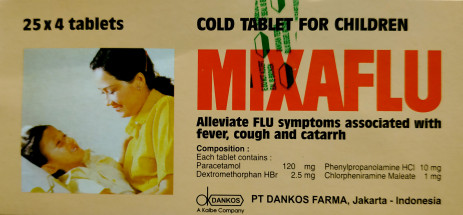 25 x 4 tablets
COLD TABLET FOR CHILDREN
MIXAFLU
Alleviate FLU symptoms associated with
fever, cough and catarrh
Composition :
Each tablet contains :
Paracetamol 120 mg Phenylpropanolamine HCl 10 mg
Dextromethorphan HBr 2.5 mg Chlorpheniramine Maleate 1 mg
DANKOS
A Kalbe Company
PT DANKOS FARMA, Jakarta - Indonesia